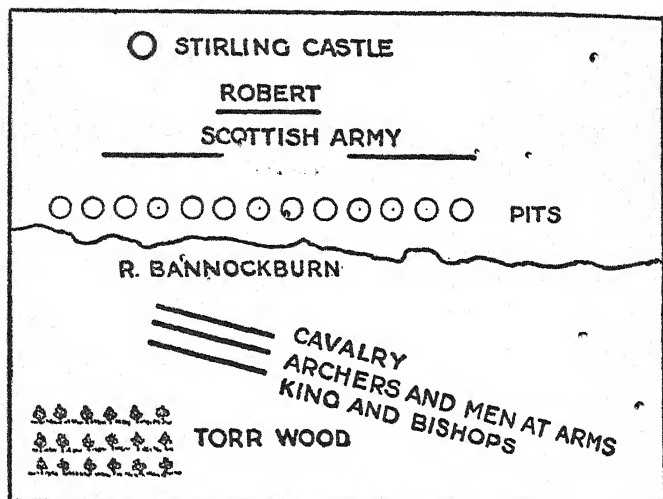 STIRLING CASTLE
ROBERT
SCOTTISH ARMY
PITS
R. BANNOCKBURN
CAVALRY
ARCHERS AND MEN AT ARMS
KING AND BISHOPS
TORR WOOD